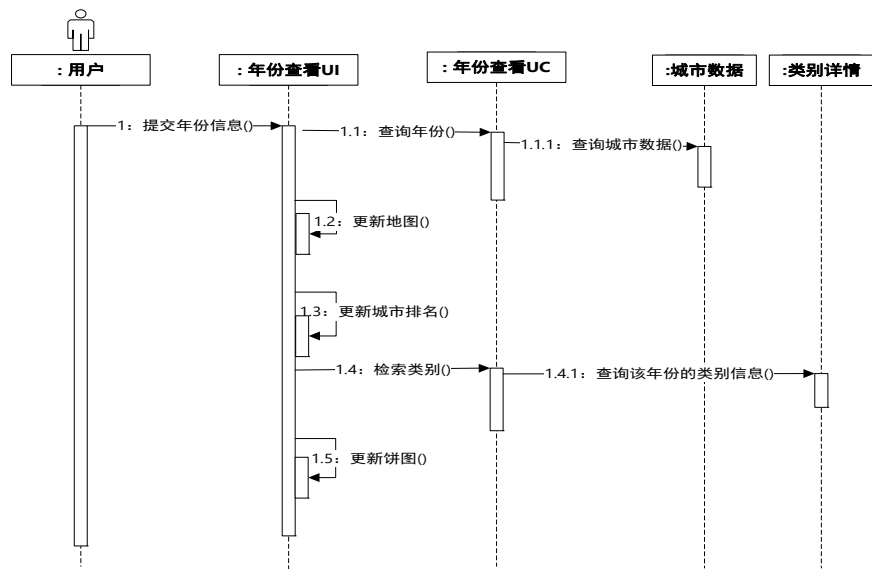 : 用户
: 年份查看UI
: 年份查看UC
:城市数据
:类别详情
1: 提交年份信息()
1.1: 查询年份()
1.1.1: 查询城市数据()
1.2: 更新地图()
1.3: 更新城市排名()
1.4: 检索类别()
1.4.1: 查询该年份的类别信息()
1.5: 更新饼图()